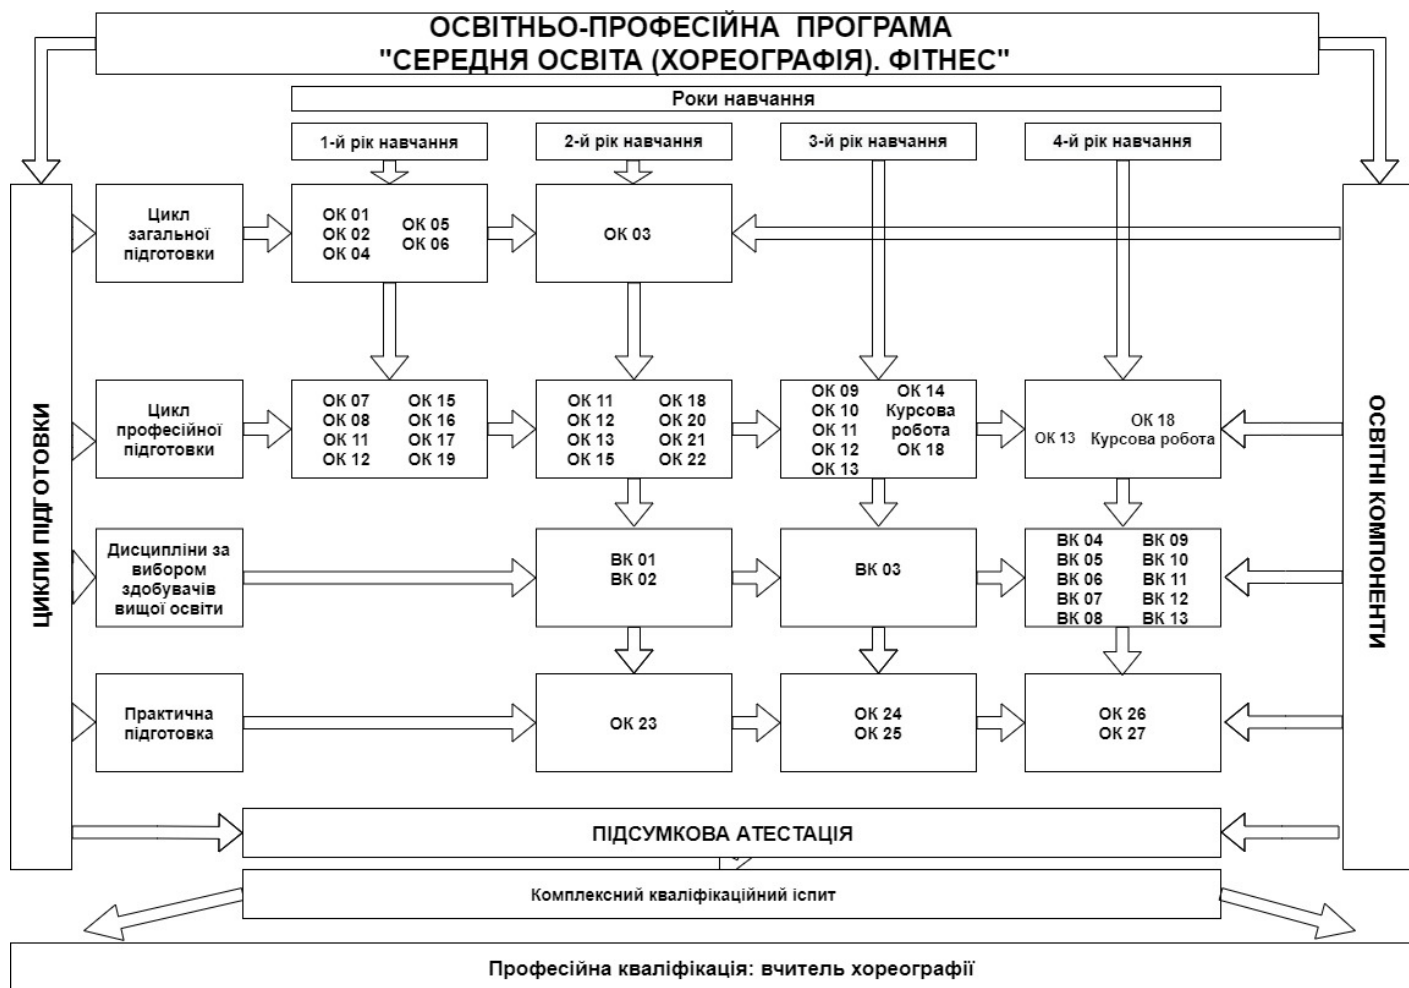 ОСВІТНЬО-ПРОФЕСІЙНА ПРОГРАМА
"СЕРЕДНЯ ОСВІТА (ХОРЕОГРАФІЯ). ФІТНЕС"
Роки навчання
1-й рік навчання
2-й рік навчання
3-й рік навчання
4-й рік навчання
ЦИКЛИ ПІДГОТОВКИ
ОСВІТНІ КОМПОНЕНТИ
Цикл
загальної
підготовки
ОК 01
ОК 02
ОК 04
ОК 05
ОК 06
ОК 03
Цикл
професійної
підготовки
ОК 07
ОК 08
ОК 11
ОК 12
ОК 15
ОК 16
ОК 17
ОК 19
ОК 11
ОК 12
ОК 13
ОК 15
ОК 18
ОК 20
ОК 21
ОК 22
ОК 09
ОК 10
ОК 11
ОК 12
ОК 13
ОК 14
Курсова
робота
ОК 18
ОК 13
ОК 18
Курсова робота
Дисципліни за
вибором
здобувачів
вищої освіти
ВК 01
ВК 02
ВК 03
ВК 04
ВК 05
ВК 06
ВК 07
ВК 08
ВК 09
ВК 10
ВК 11
ВК 12
ВК 13
Практична
підготовка
ОК 23
ОК 24
ОК 25
ОК 26
ОК 27
ПІДСУМКОВА АТЕСТАЦІЯ
Комплексний кваліфікаційний іспит
Професійна кваліфікація: вчитель хореографії